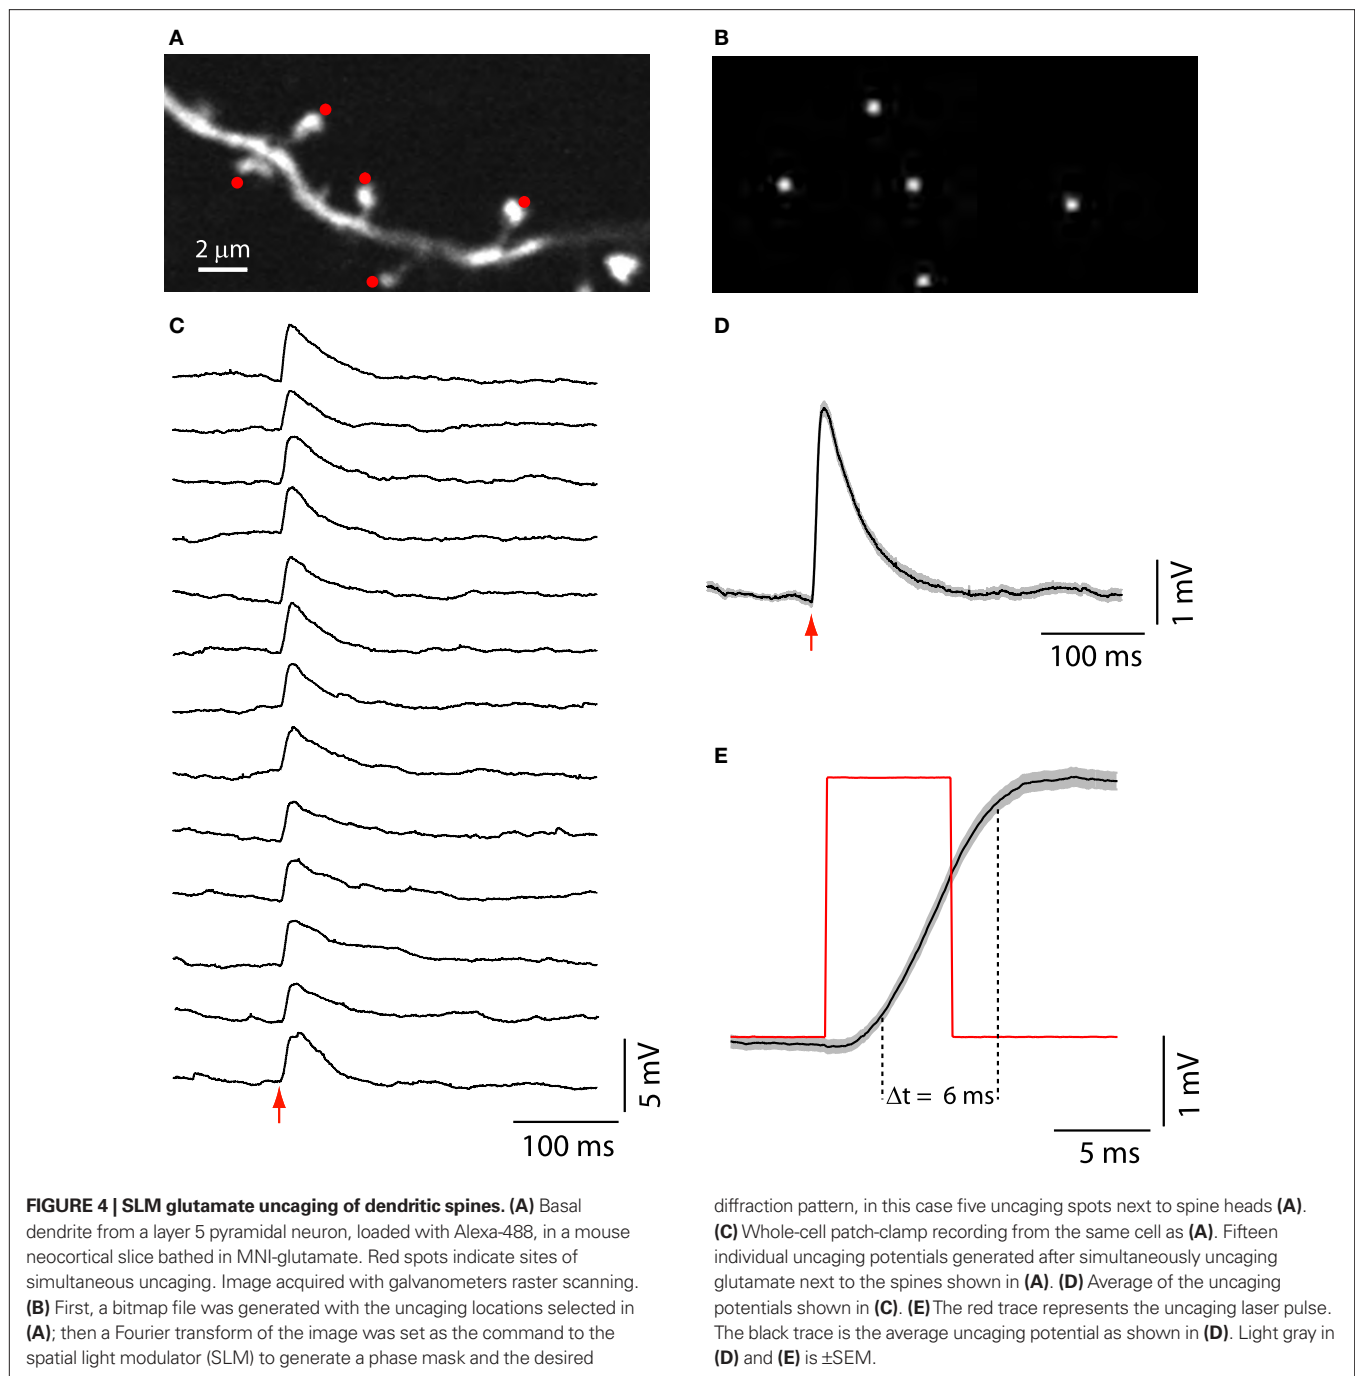 A
B
2 μm
C
D
1 mV
100 ms
E
Δt = 6 ms
5 mV
100 ms
1 mV
5 ms
FIGURE 4 | SLM glutamate uncaging of dendritic spines. (A) Basal
dendrite from a layer 5 pyramidal neuron, loaded with Alexa-488, in a mouse
neocortical slice bathed in MNI-glutamate. Red spots indicate sites of
simultaneous uncaging. Image acquired with galvanometers raster scanning.
(B) First, a bitmap file was generated with the uncaging locations selected in
(A); then a Fourier transform of the image was set as the command to the
spatial light modulator (SLM) to generate a phase mask and the desired
diffraction pattern, in this case five uncaging spots next to spine heads (A).
(C) Whole-cell patch-clamp recording from the same cell as (A). Fifteen
individual uncaging potentials generated after simultaneously uncaging
glutamate next to the spines shown in (A). (D) Average of the uncaging
potentials shown in (C). (E) The red trace represents the uncaging laser pulse.
The black trace is the average uncaging potential as shown in (D). Light gray in
(D) and (E) is ±SEM.